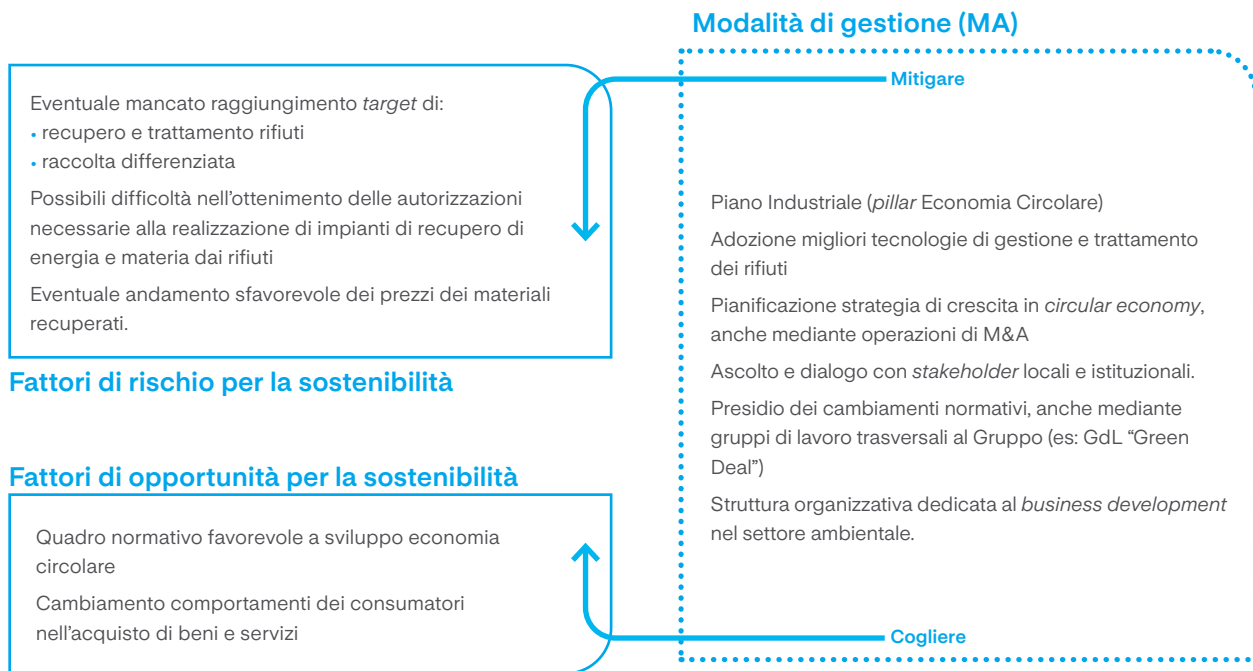 Modalità di gestione (MA)
Mitigare
Eventuale mancato raggiungimento target di:
• recupero e trattamento rifiuti
• raccolta differenziata
Possibili difficoltà nell'ottenimento delle autorizzazioni
necessarie alla realizzazione di impianti di recupero di
energia e materia dai rifiuti
Eventuale andamento sfavorevole dei prezzi dei materiali
recuperati.
Fattori di rischio per la sostenibilità
Fattori di opportunità per la sostenibilità
Quadro normativo favorevole a sviluppo economia
circolare
Cambiamento comportamenti dei consumatori
nell'acquisto di beni e servizi
Piano Industriale (pillar Economia Circolare)
Adozione migliori tecnologie di gestione e trattamento
dei rifiuti
Pianificazione strategia di crescita in circular economy,
anche mediante operazioni di M&A
Ascolto e dialogo con stakeholder locali e istituzionali.
Presidio dei cambiamenti normativi, anche mediante
gruppi di lavoro trasversali al Gruppo (es: GdL “Green
Deal”)
Struttura organizzativa dedicata al business development
nel settore ambientale.
Cogliere